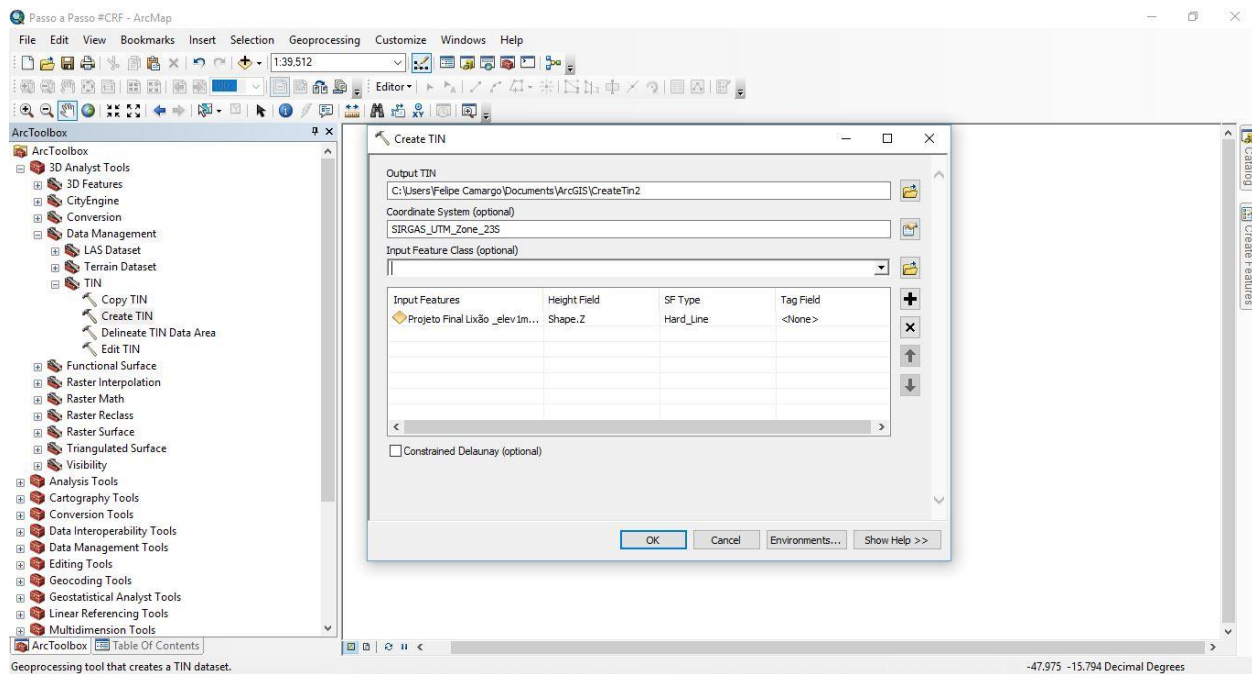 Passo a Passo #CRF - ArcMap
File Edit View Bookmarks Insert Selection Geoprocessing Customize Windows Help
1:39,512
Editor
ArcToolbox
ArcToolbox
3D Analyst Tools
3D Features
CityEngine
Conversion
Data Management
LAS Dataset
Terrain Dataset
TIN
Copy TIN
Create TIN
Delineate TIN Data Area
Edit TIN
Functional Surface
Raster Interpolation
Raster Math
Raster Reclass
Raster Surface
Triangulated Surface
Visibility
Analysis Tools
Cartography Tools
Conversion Tools
Data Interoperability Tools
Data Management Tools
Editing Tools
Geocoding Tools
Geostatistical Analyst Tools
Linear Referencing Tools
Multidimension Tools
ArcToolbox Table Of Contents
Create TIN
Output TIN
C:\Users\Felipe Camargo\Documents\ArcGIS\CreateTin2
Coordinate System (optional)
SIRGAS_UTM_Zone_23S
Input Feature Class (optional)
Input Features Height Field SF Type Tag Field
Projeto Final Lixão _elev1m... Shape.Z Hard_Line <None>
Constrained Delaunay (optional)
OK Cancel Environments... Show Help >>
Catalog
Create Features
Geoprocessing tool that creates a TIN dataset.
-47.975 -15.794 Decimal Degrees